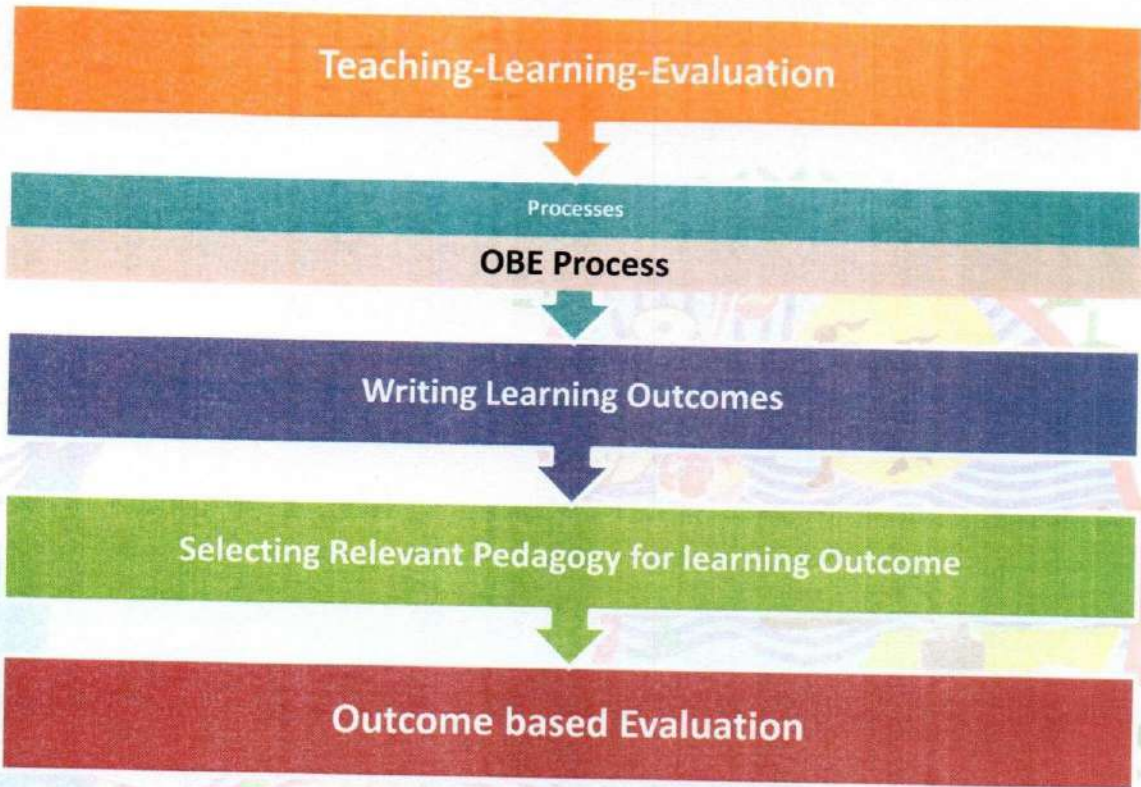 Teaching-Learning-Evaluation
Processes
OBE Process
Writing Learning Outcomes
Selecting Relevant Pedagogy for learning Outcome
Outcome based Evaluation